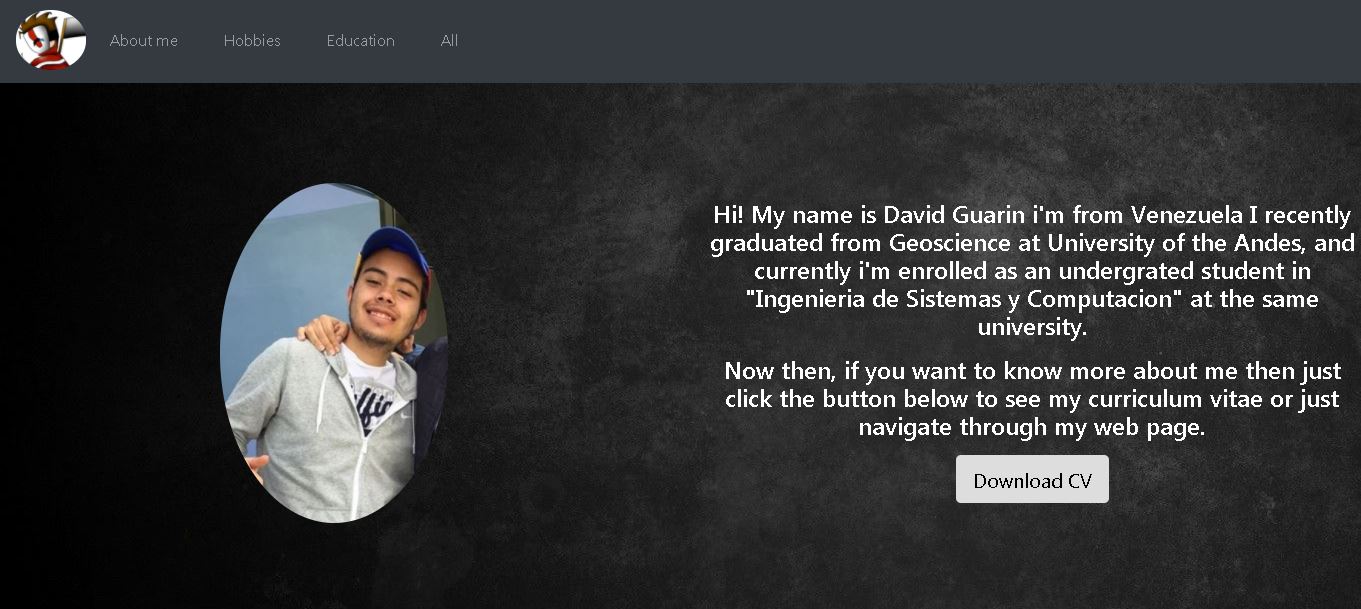 About me Hobbies Education All
Hi! My name is David Guarin i'm from Venezuela I recently
graduated from Geoscience at University of the Andes, and
currently i'm enrolled as an undergrated student in
"Ingenieria de Sistemas y Computacion" at the same
university.
Now then, if you want to know more about me then just
click the button below to see my curriculum vitae or just
navigate through my web page.
Download CV